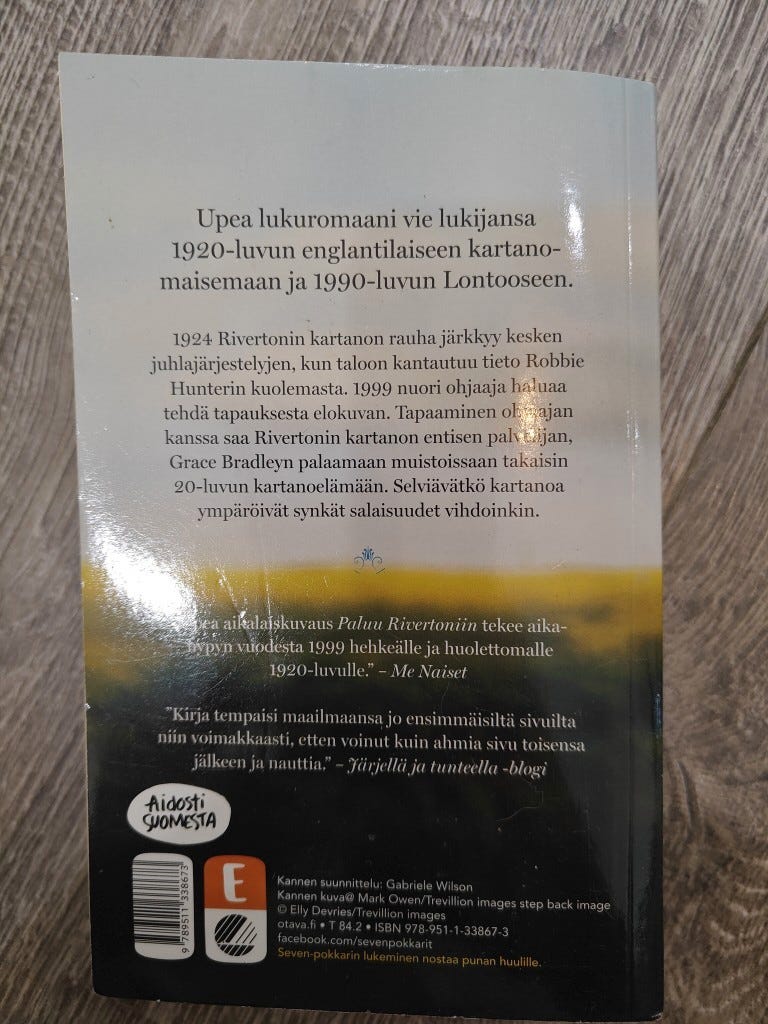 Upea lukuromaani vie lukijansa
1920-luvun englantilaiseen kartano-
maisemaan ja 1990-luvun Lontooseen.
1924 Rivertonin kartanon rauha järkkyy kesken
juhlajärjestelyjen, kun taloon kantautuu tieto Robbie
Hunterin kuolemasta. 1999 nuori ohjaaja haluaa
tehdä tapauksesta elokuvan. Tapaaminen ohjaajan
kanssa saa Rivertonin kartanon entisen palvelijan,
Grace Bradleyn palaamaan muistoissaan takaisin
20-luvun kartanoelämään. Selviävätkö kartanoa
ympäröivät synkät salaisuudet vihdoinkin.
aikalaiskuvaus Paluu Rivertoniin tekee aika-
hypyn vuodesta 1999 hehkeälle ja huolettomalle
1920-luvulle.” – Me Naiset
”Kirja tempaisi maailmaansa jo ensimmäisiltä sivuilta
niin voimakkaasti, etten voinut kuin ahmia sivu toisensa
jälkeen ja nauttia.” – Järjellä ja tunteella -blogi
Aidosti
SUOMESTA
9 789511 338673
E
Kannen suunnittelu: Gabriele Wilson
Kannen kuva@ Mark Owen/Trevillion images step back image
© Elly Devries/Trevillion images
otava.fi • T 84.2 • ISBN 978-951-1-33867-3
facebook.com/sevenpokkarit
Seven-pokkarin lukeminen nostaa punan huulille.